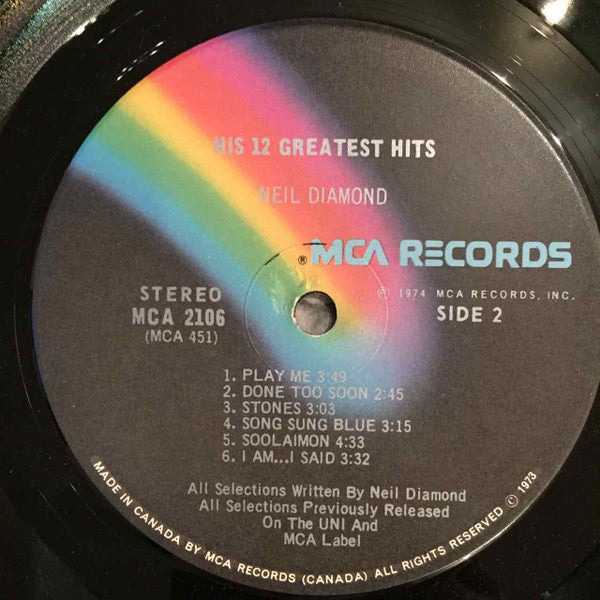 HIS 12 GREATEST HITS
NEIL DIAMOND
® MCA RECORDS
℗ 1974 MCA RECORDS, INC.
STEREO
MCA 2106
(MCA 451)
SIDE 2
1. PLAY ME 3:49
2. DONE TOO SOON 2:45
3. STONES 3:03
4. SONG SUNG BLUE 3:15
5. SOOLAIMON 4:33
6. I AM...I SAID 3:32
All Selections Written By Neil Diamond
All Selections Previously Released
On The UNI And
MCA Label
MADE IN CANADA BY MCA RECORDS (CANADA) ALL RIGHTS RESERVED © 1973